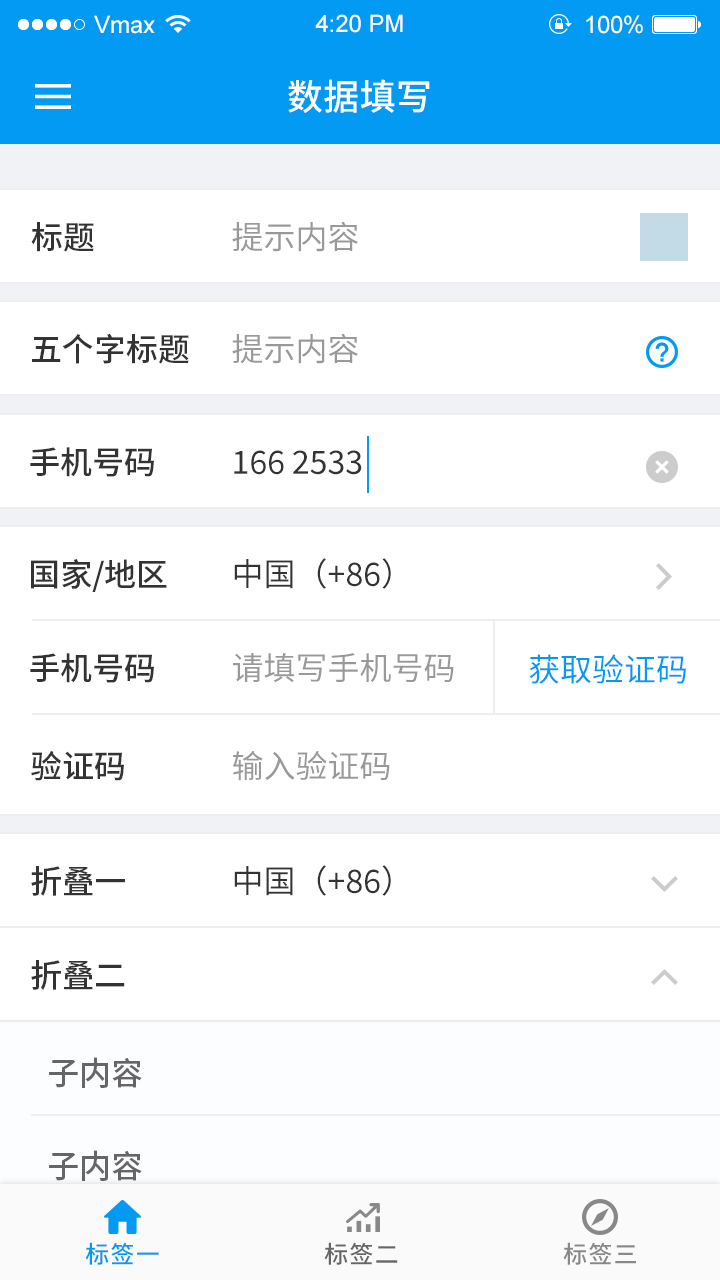 Vmax 4:20 PM 100%
数据填写
标题 提示内容
五个字标题 提示内容
手机号码 166 2533
国家/地区 中国（+86）
手机号码 请填写手机号码 获取验证码
验证码 输入验证码
折叠一 中国（+86）
折叠二
子内容
子内容
标签一 标签二 标签三